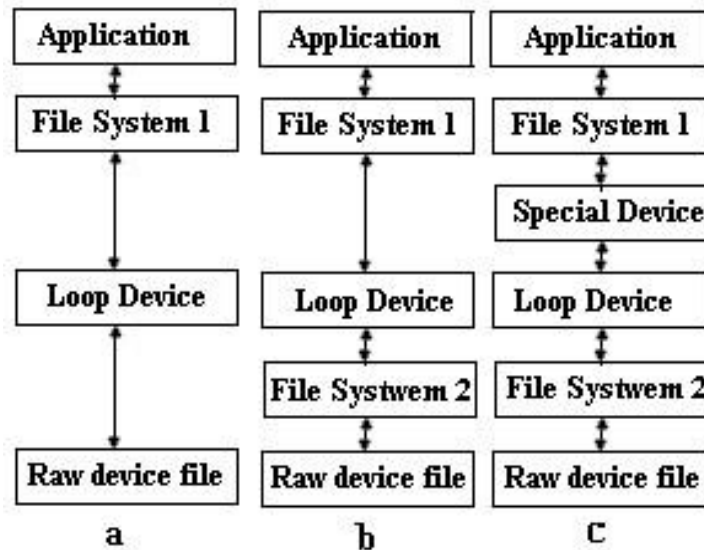 Application
File System 1
Loop Device
Raw device file
a
Application
File System 1
Loop Device
File Systwem 2
Raw device file
b
Application
File System 1
Special Device
Loop Device
File Systwem 2
Raw device file
C